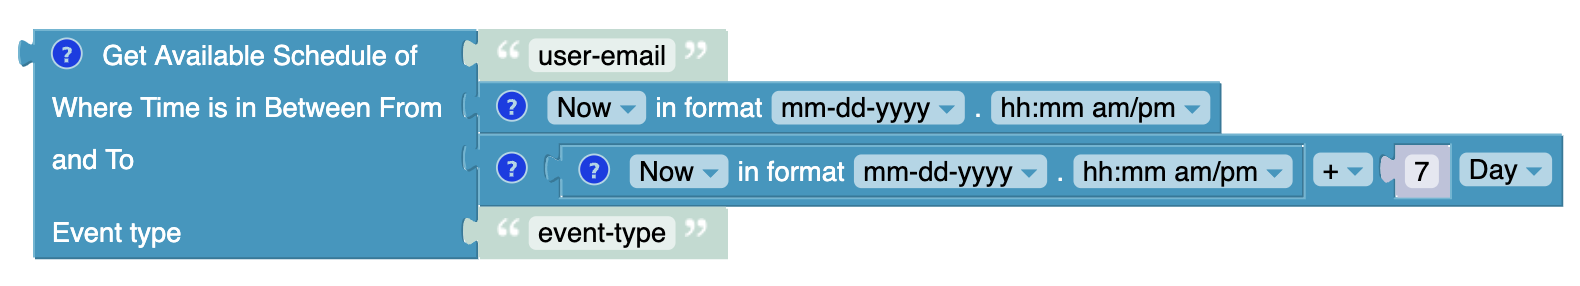 ? Get Available Schedule of “ user-email ”
Where Time is in Between From ? Now in format mm-dd-yyyy . hh:mm am/pm
and To ? ? Now in format mm-dd-yyyy . hh:mm am/pm + 7 Day
Event type “ event-type ”